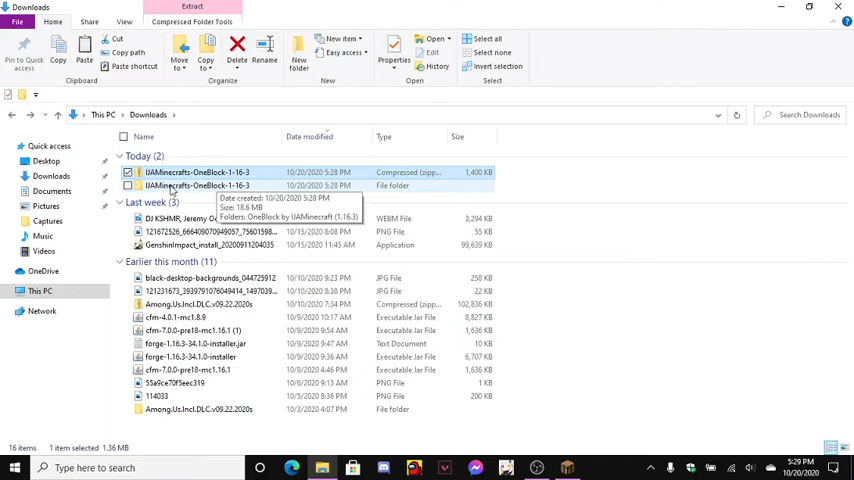 Downloads
Extract
File Home Share View Compressed Folder Tools
Pin to Quick access
Copy
Paste
Cut
Copy path
Paste shortcut
Clipboard
Move to
Copy to
Delete
Rename
Organize
New folder
New item
Easy access
New
Properties
Open
Edit
History
Open
Select all
Select none
Invert selection
Select
This PC > Downloads >
Search Downloads
Name Date modified Type Size
Quick access
Desktop
Downloads
Documents
Pictures
Captures
Music
Videos
OneDrive
This PC
Network
Today (2)
IJAMinecrafts-OneBlock-1-16-3 10/20/2020 5:28 PM Compressed (zipp... 1,400 KB
IJAMinecrafts-OneBlock-1-16-3 10/20/2020 5:28 PM File folder
Date created: 10/20/2020 5:28 PM
Size: 18.6 MB
Folders: OneBlock by IJAMinecraft (1.16.3)
Last week (3)
DJ KSHMR, Jeremy Oc WEBM File 3,294 KB
121672526_666409070749057_75601598... 10/15/2020 8:08 PM PNG File 55 KB
GenshinImpact_install_20200911204035 10/15/2020 11:45 AM Application 99,639 KB
Earlier this month (11)
black-desktop-backgrounds_044725912 10/10/2020 9:23 PM JPG File 258 KB
121231673_3939791076054914_1497039... 10/10/2020 9:21 PM JPG File 22 KB
Among.Us.Incl.DLC.v09.22.2020s 10/10/2020 7:34 PM Compressed (zipp... 102,836 KB
cfm-4.0.1-mc1.8.9 10/9/2020 10:17 AM Executable Jar File 8,827 KB
cfm-7.0.0-pre18-mc1.16.1 (1) 10/9/2020 9:54 AM Executable Jar File 1,636 KB
forge-1.16.3-34.1.0-installer.jar 10/9/2020 9:43 AM Text Document 10 KB
forge-1.16.3-34.1.0-installer 10/9/2020 9:36 AM Executable Jar File 6,707 KB
cfm-7.0.0-pre18-mc1.16.1 10/8/2020 4:46 PM Executable Jar File 1,636 KB
55a9ce70f5eec319 10/6/2020 9:13 AM PNG File 1 KB
114033 10/5/2020 8:36 PM PNG File 200 KB
Among.Us.Incl.DLC.v09.22.2020s 10/3/2020 4:07 PM File folder
16 items 1 item selected 1.36 MB
Type here to search
5:29 PM
10/20/2020